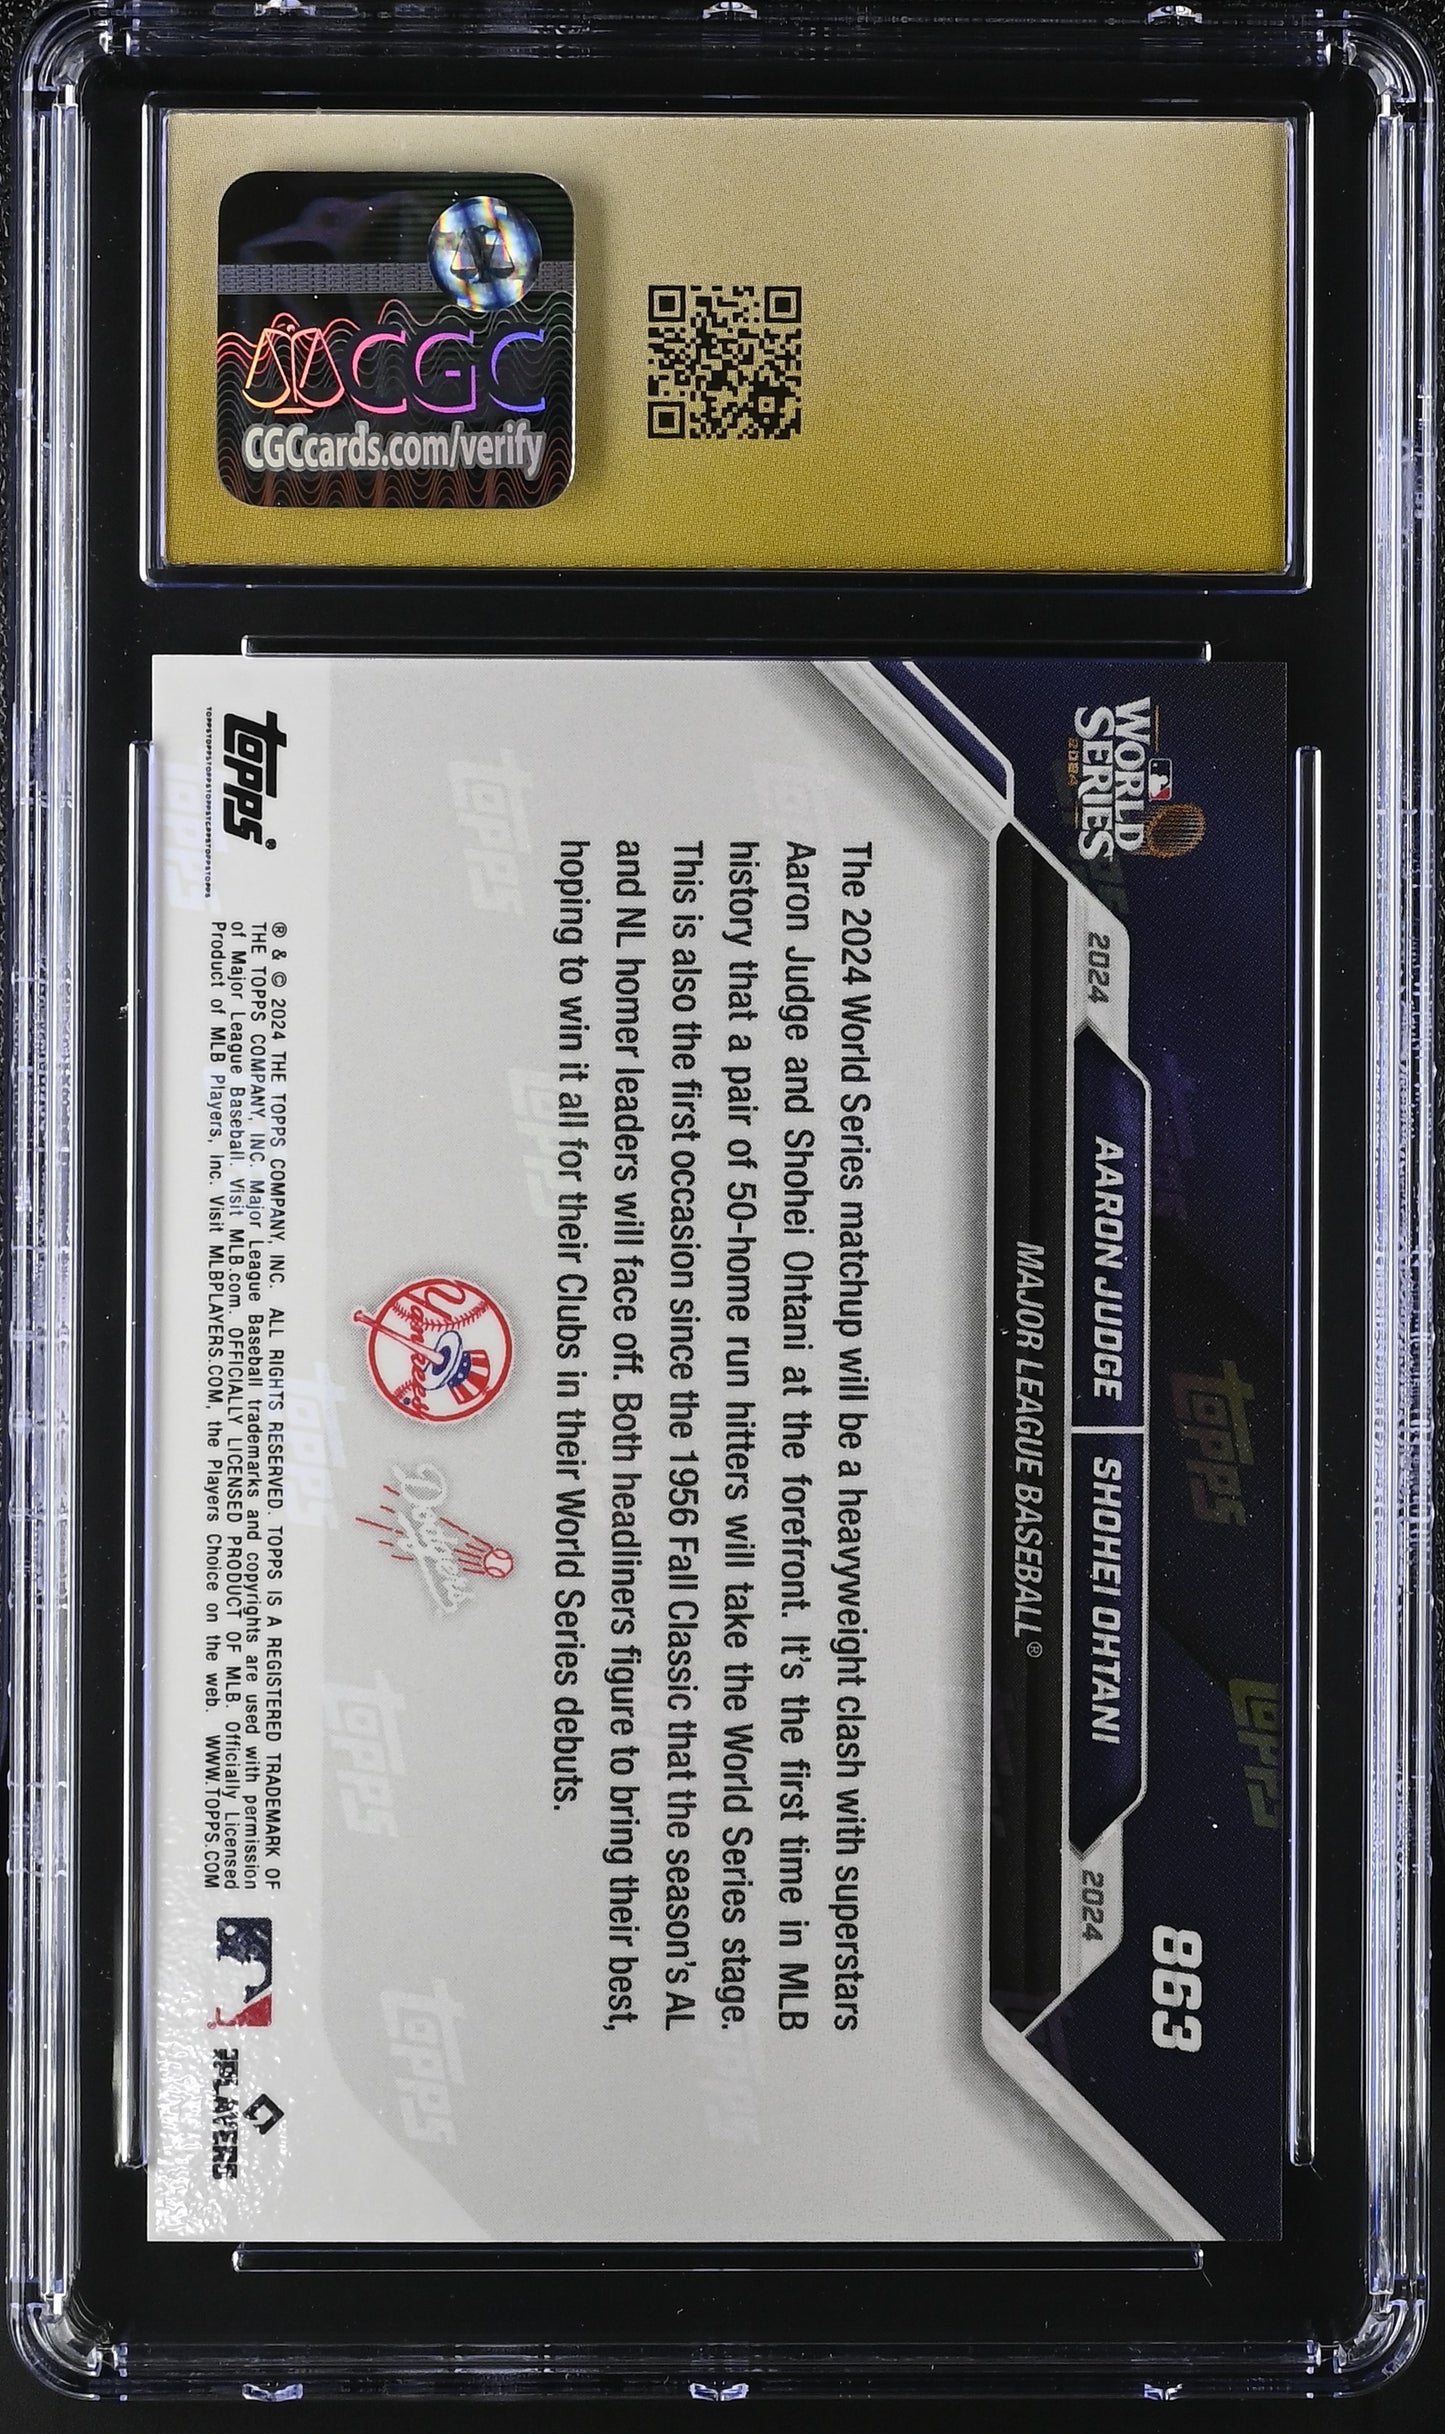 CGC
CGCcards.com/verify
WORLD
SERIES
2024
863
2024
AARON JUDGE
SHOHEI OHTANI
2024
MAJOR LEAGUE BASEBALL®
The 2024 World Series matchup will be a heavyweight clash with superstars
Aaron Judge and Shohei Ohtani at the forefront. It's the first time in MLB
history that a pair of 50-home run hitters will take the World Series stage.
This is also the first occasion since the 1956 Fall Classic that the season's AL
and NL homer leaders will face off. Both headliners figure to bring their best,
hoping to win it all for their Clubs in their World Series debuts.
Yankees
Dodgers
topps®
® & © 2024 THE TOPPS COMPANY, INC. ALL RIGHTS RESERVED. TOPPS IS A REGISTERED TRADEMARK OF
THE TOPPS COMPANY, INC. Major League Baseball trademarks and copyrights are used with permission
of Major League Baseball. Visit MLB.com. OFFICIALLY LICENSED PRODUCT OF MLB. Officially Licensed
Product of MLB Players, Inc. Visit MLBPLAYERS.COM, the Players Choice on the web. WWW.TOPPS.COM
PLAYERS